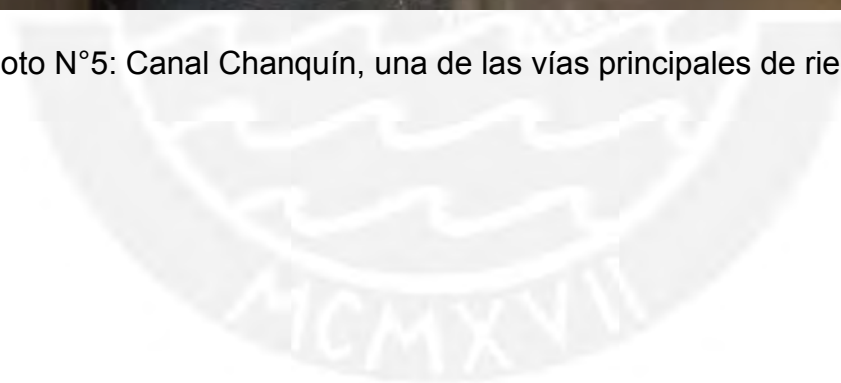 oto N°5: Canal Chanquín, una de las vías principales de rie
MCMXVII